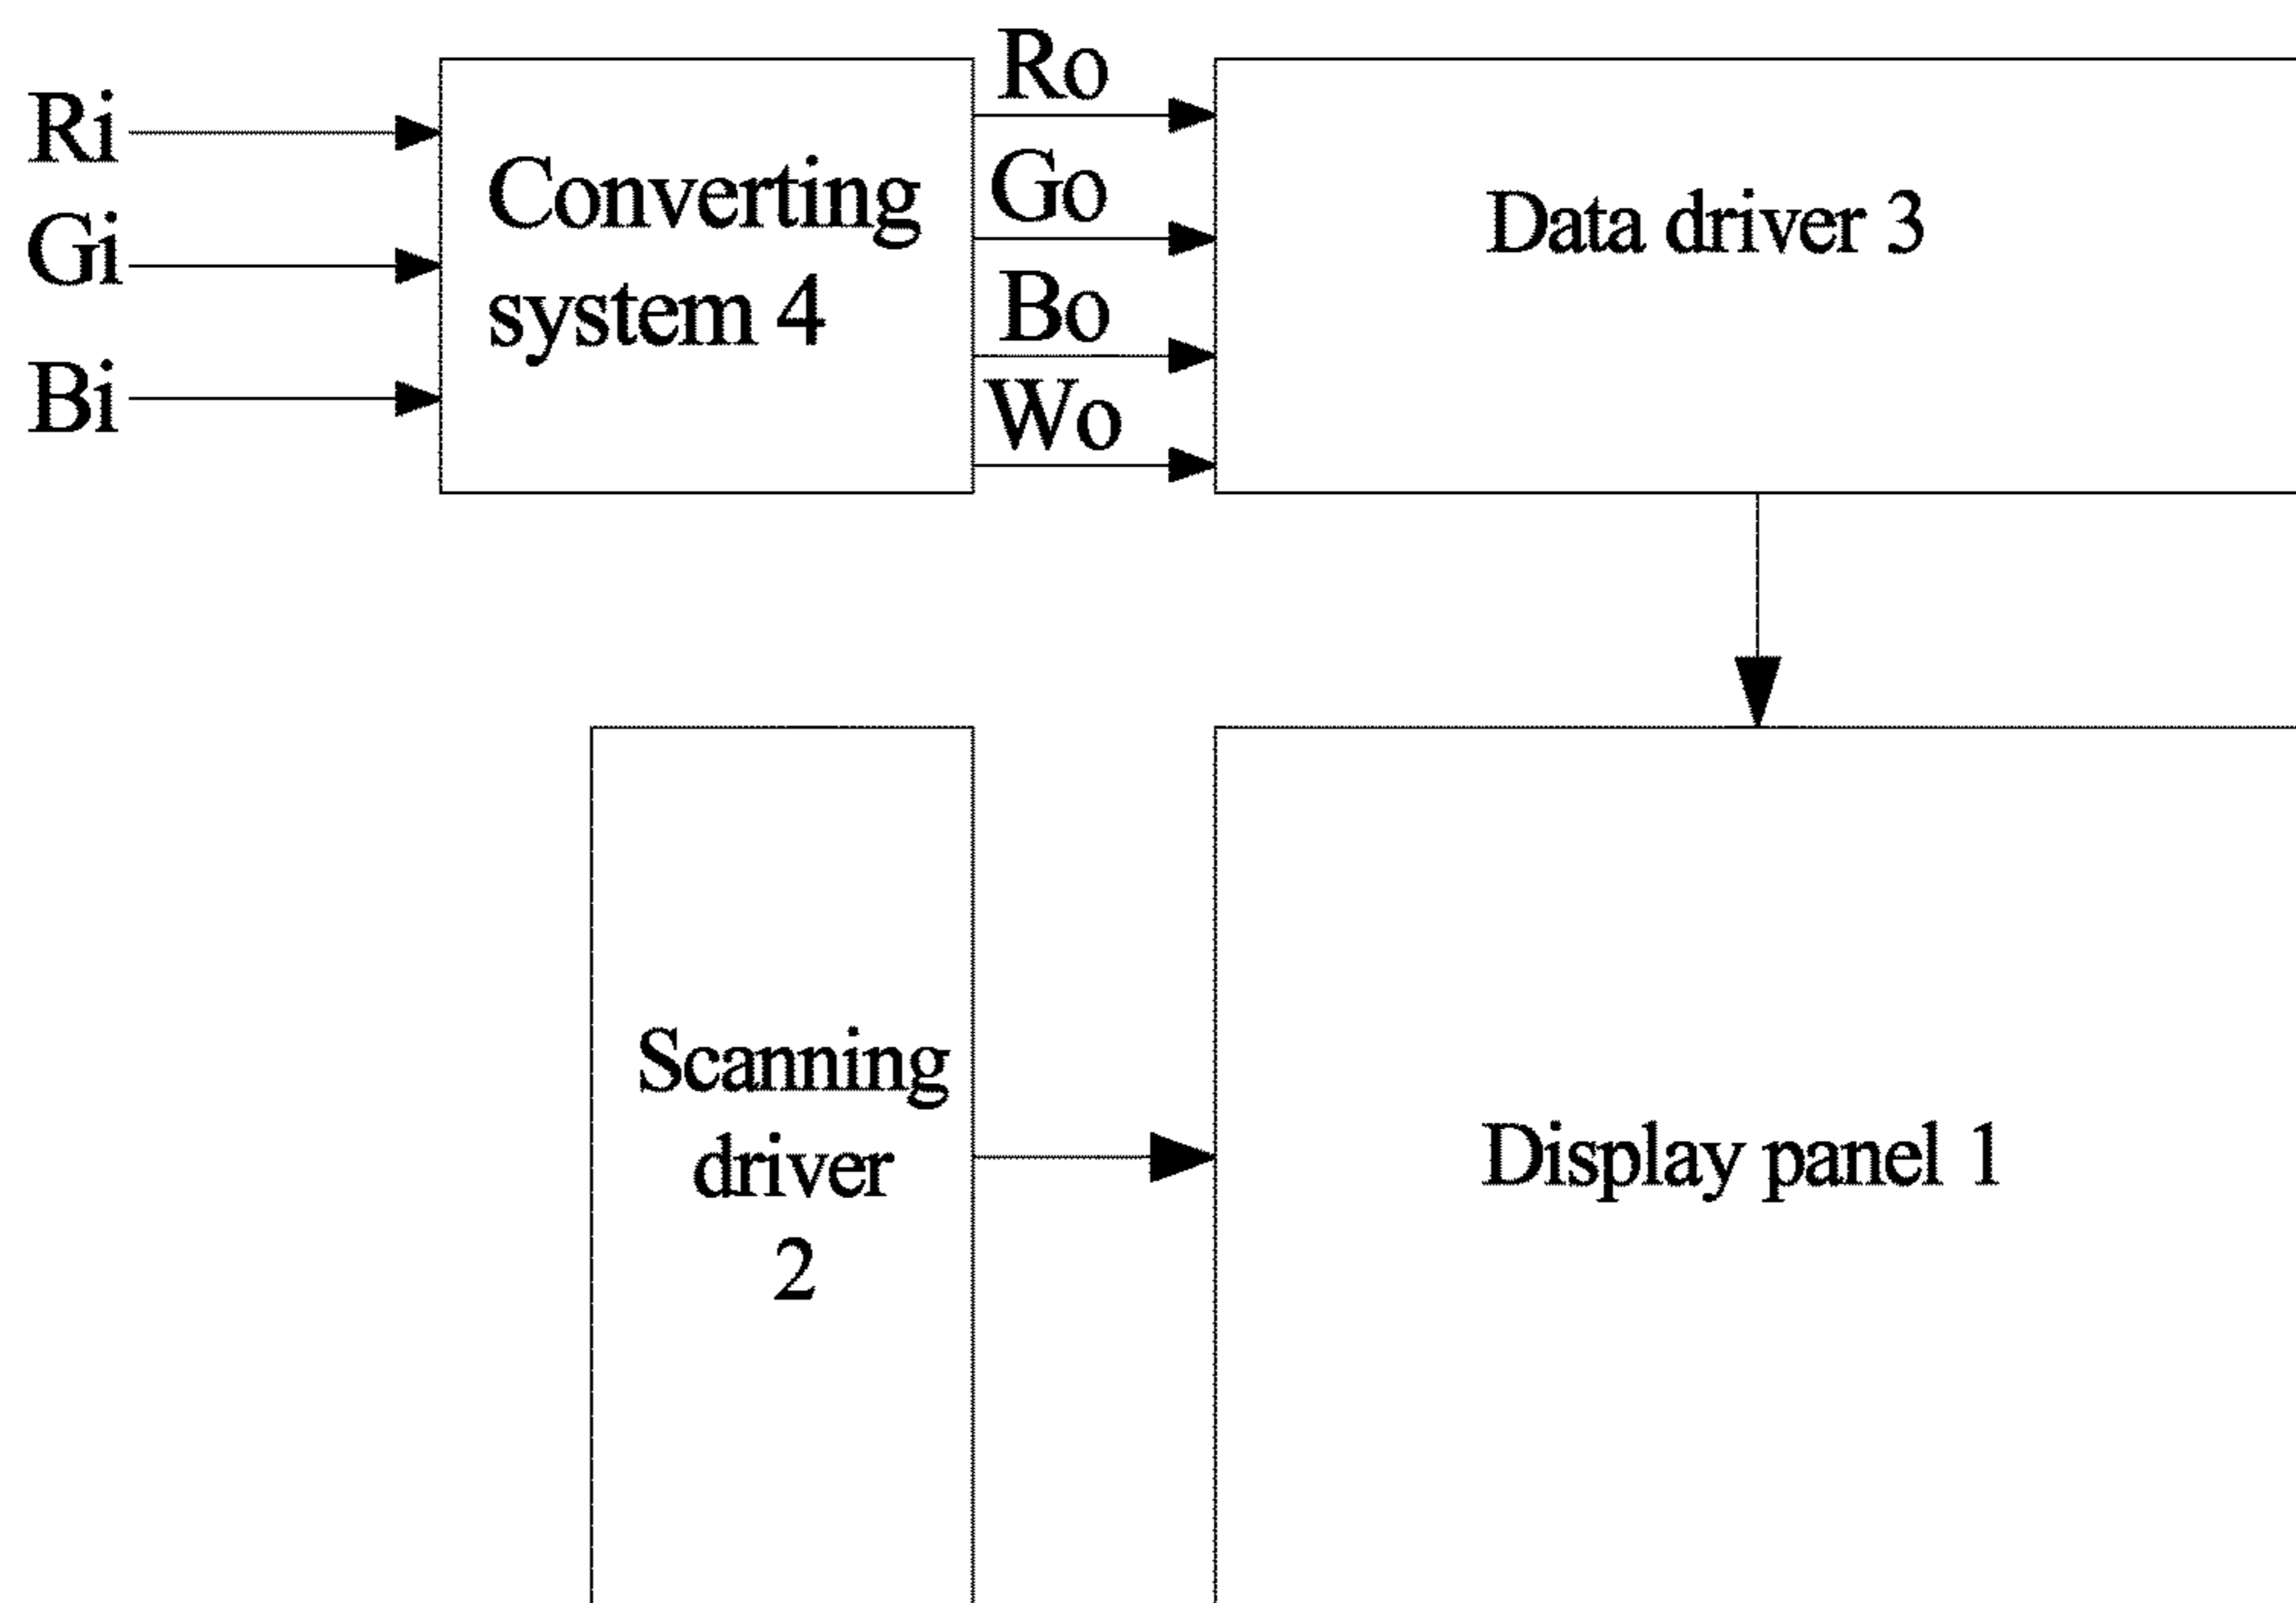 Ri
Gi
Bi
Converting
system 4
Ro
Go
Bo
Wo
Data driver 3
Scanning
driver
2
Display panel 1